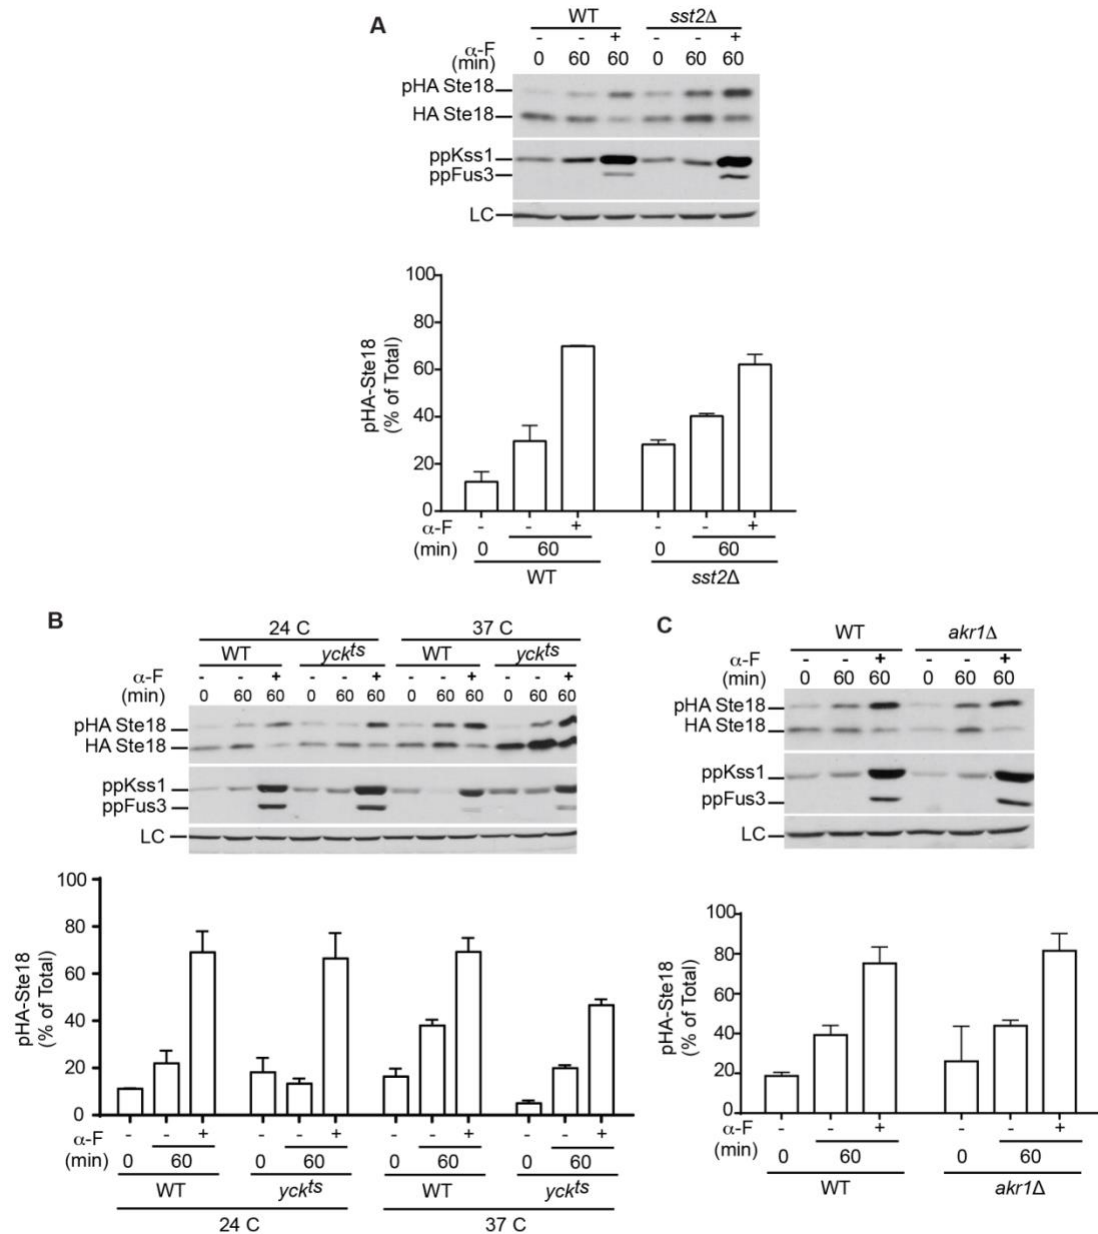 A
WT sst2Δ
α-F - - + - - +
(min) 0 60 60 0 60 60
pHA Ste18
HA Ste18
ppKss1
ppFus3
LC
pHA-Ste18
(% of Total)
100
80
60
40
20
0
α-F - - + - - +
(min) 0 60 0 60
WT sst2Δ
B
24 C 37 C
WT yckts WT yckts
α-F - - + - - + - - + - - +
(min) 0 60 60 0 60 60 0 60 60 0 60 60
pHA Ste18
HA Ste18
ppKss1
ppFus3
LC
pHA-Ste18
(% of Total)
100
80
60
40
20
0
α-F - - + - - + - - + - - +
(min) 0 60 0 60 0 60 0 60
WT yckts WT yckts
24 C 37 C
C
WT akr1Δ
α-F - - + - - +
(min) 0 60 60 0 60 60
pHA Ste18
HA Ste18
ppKss1
ppFus3
LC
pHA-Ste18
(% of Total)
100
80
60
40
20
0
α-F - - + - - +
(min) 0 60 0 60
WT akr1Δ